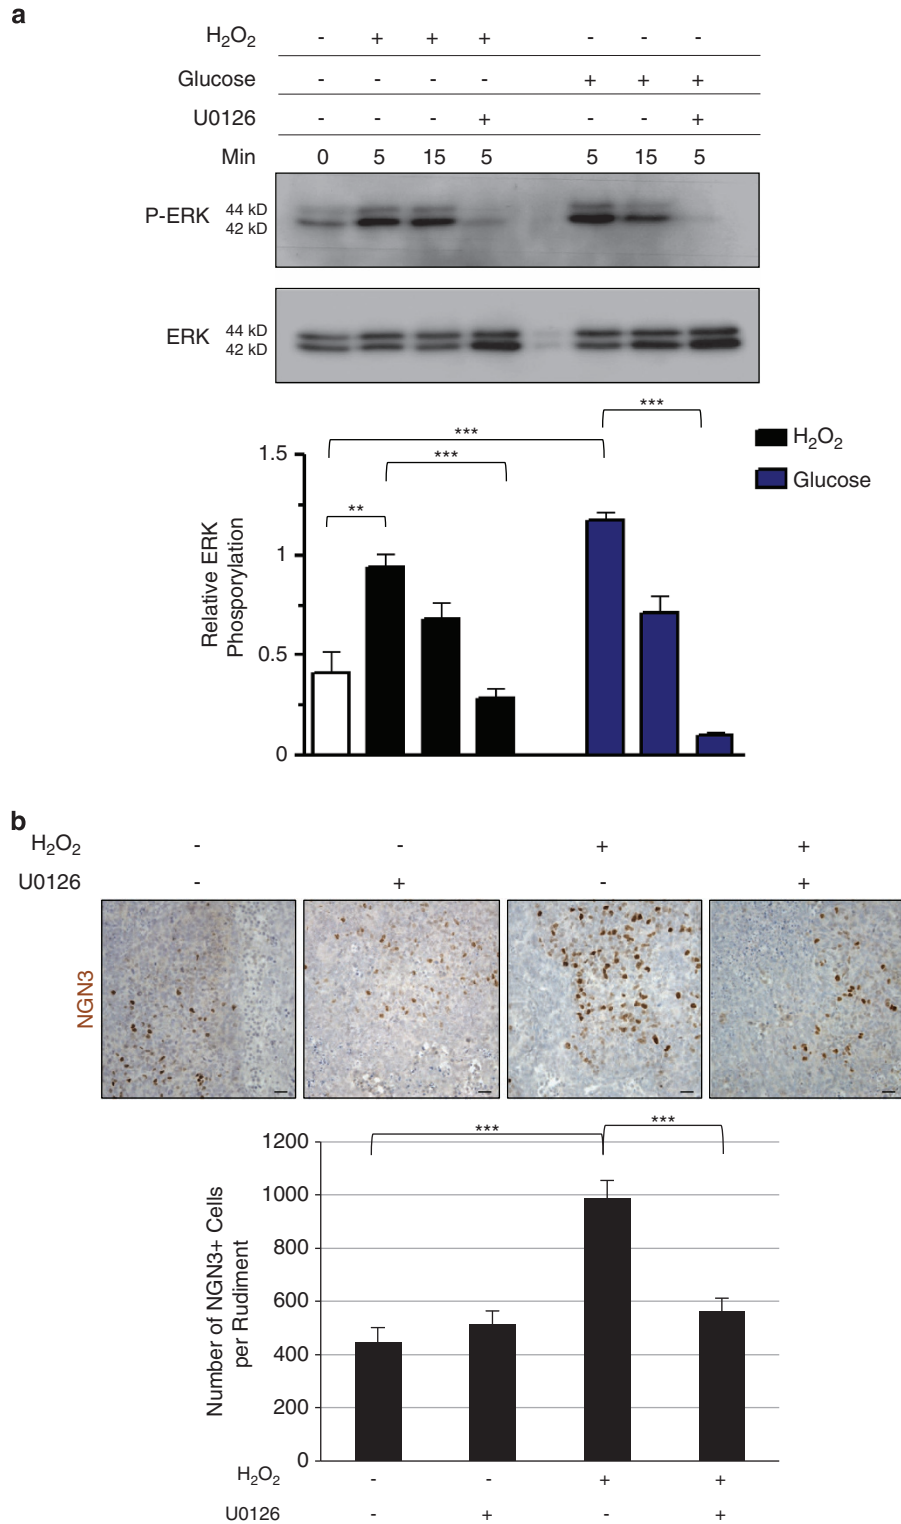 a
H₂O₂ - + + + - - -
Glucose - - - - + + +
U0126 - - - + - - +
Min 0 5 15 5 5 15 5
P-ERK 44 kD
42 kD
ERK 44 kD
42 kD
***
***
***
**
H₂O₂
Glucose
1.5
1
0.5
0
Relative ERK
Phosporylation
b
H₂O₂ - - + +
U0126 - + - +
NGN3
***
***
1200
1000
800
600
400
200
0
Number of NGN3+ Cells
per Rudiment
H₂O₂ - - + +
U0126 - + - +